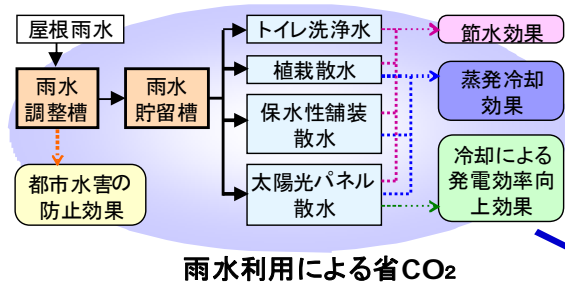 屋根雨水
雨水
調整槽
雨水
貯留槽
都市水害の
防止効果
トイレ洗浄水
植栽散水
保水性舗装
散水
太陽光パネル
散水
節水効果
蒸発冷却
効果
冷却による
発電効率向
上効果
雨水利用による省CO₂